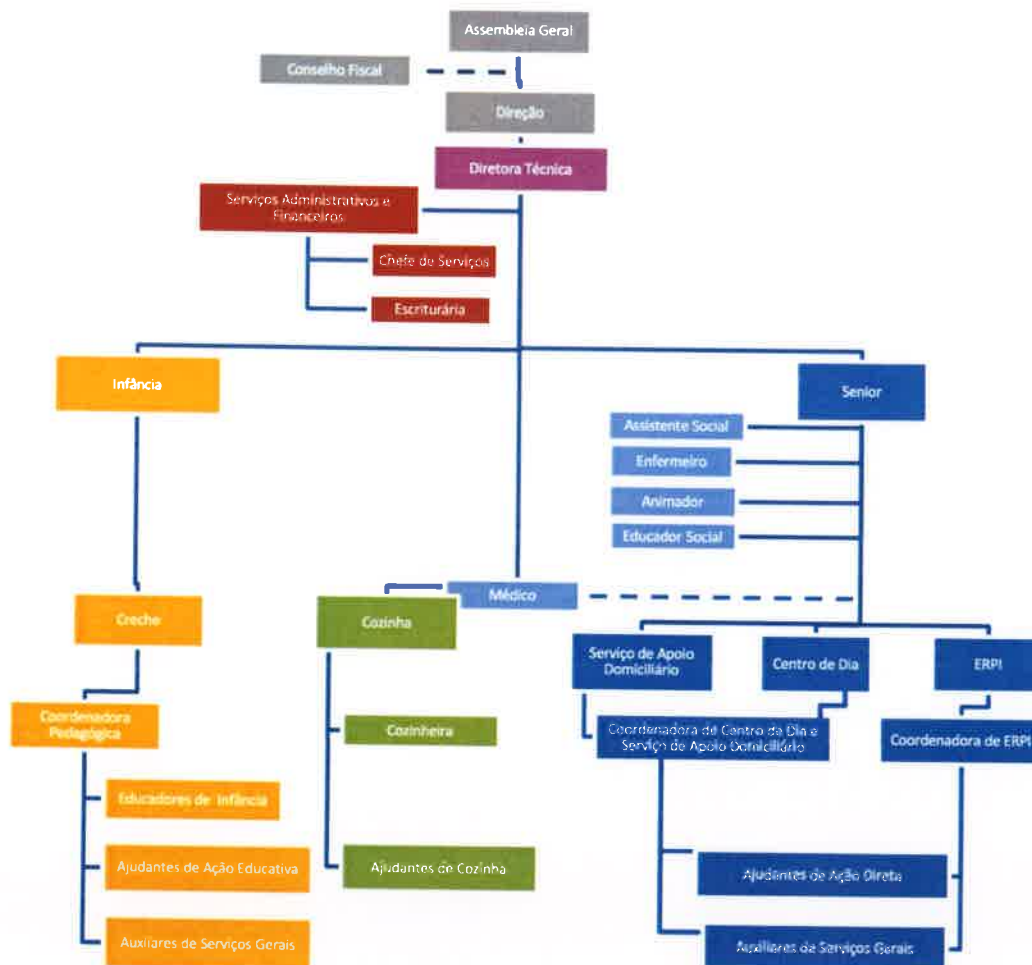 Assembleia Geral
Conselho Fiscal
Direção
Diretora Técnica
Serviços Administrativos e
Financeiros
Chefe de Serviços
Escriturária
Infância
Senior
Assistente Social
Enfermeiro
Animador
Educador Social
Médico
Creche
Cozinha
Serviço de Apoio
Domiciliário
Centro de Dia
ERPI
Coordenadora
Pedagógica
Cozinheira
Coordenadora de Centro de Dia e
Serviço de Apoio Domiciliário
Coordenadora de ERPI
Educadores de Infância
Ajudantes de Ação Educativa
Ajudantes de Cozinha
Ajudantes de Ação Direta
Auxiliares de Serviços Gerais
Auxiliares de Serviços Gerais